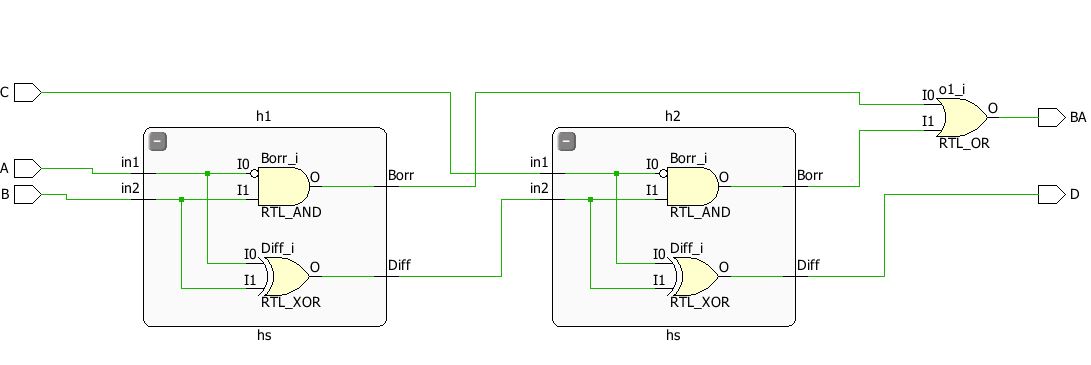 C
A
B
h1
in1
in2
I0
I1
Borr_i
O
RTL_AND
Borr
I0
I1
Diff_i
O
RTL_XOR
Diff
hs
h2
in1
in2
I0
I1
Borr_i
O
RTL_AND
Borr
I0
I1
Diff_i
O
RTL_XOR
Diff
hs
I0
I1
o1_i
O
RTL_OR
BA
D